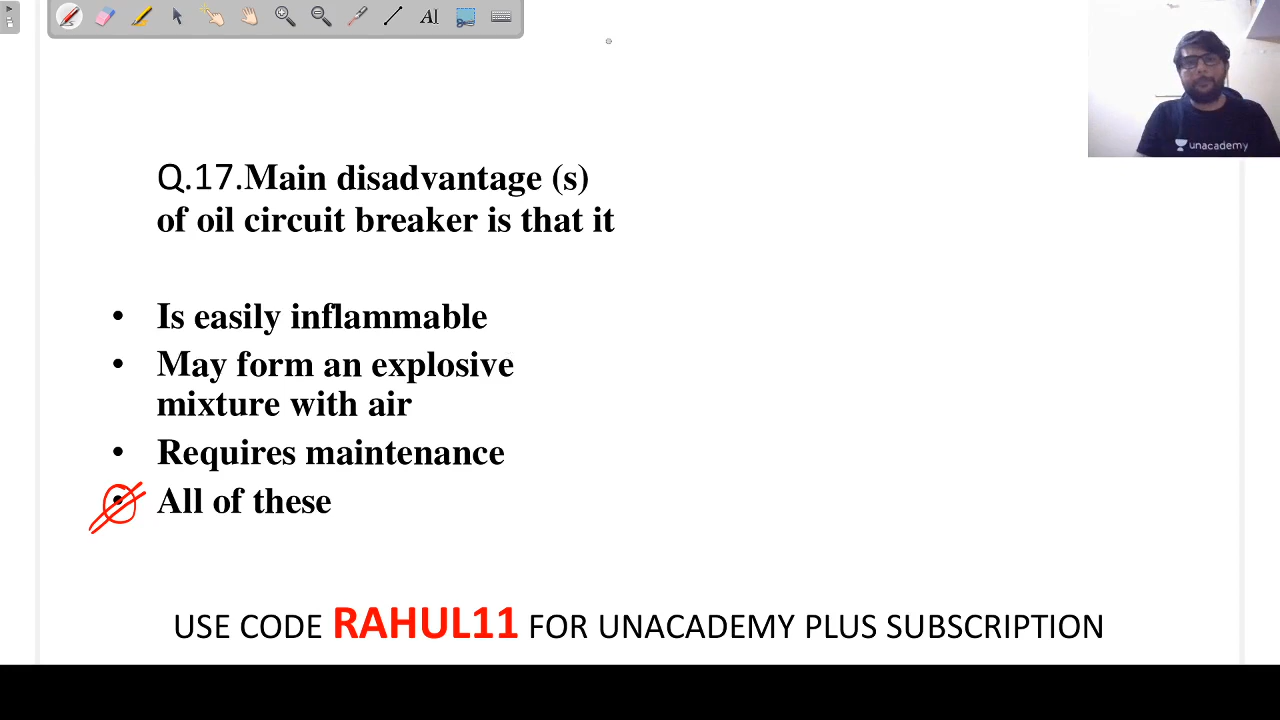 AI
unacademy
Q.17.Main disadvantage (s)
of oil circuit breaker is that it
• Is easily inflammable
• May form an explosive
mixture with air
• Requires maintenance
• All of these
USE CODE RAHUL11 FOR UNACADEMY PLUS SUBSCRIPTION